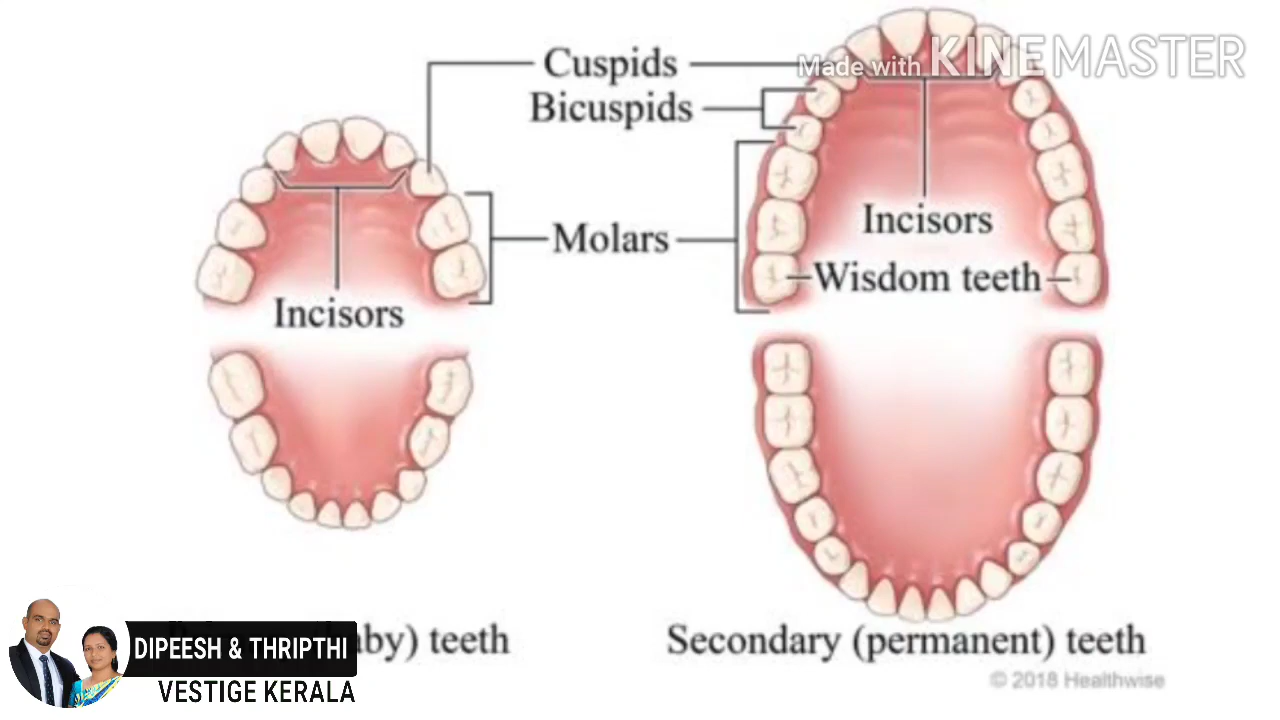 Cuspids
Made with KINEMASTER
Bicuspids
Incisors
Molars
Wisdom teeth
Incisors
aby) teeth
Secondary (permanent) teeth
DIPEESH & THRIPTHI
VESTIGE KERALA
© 2018 Healthwise